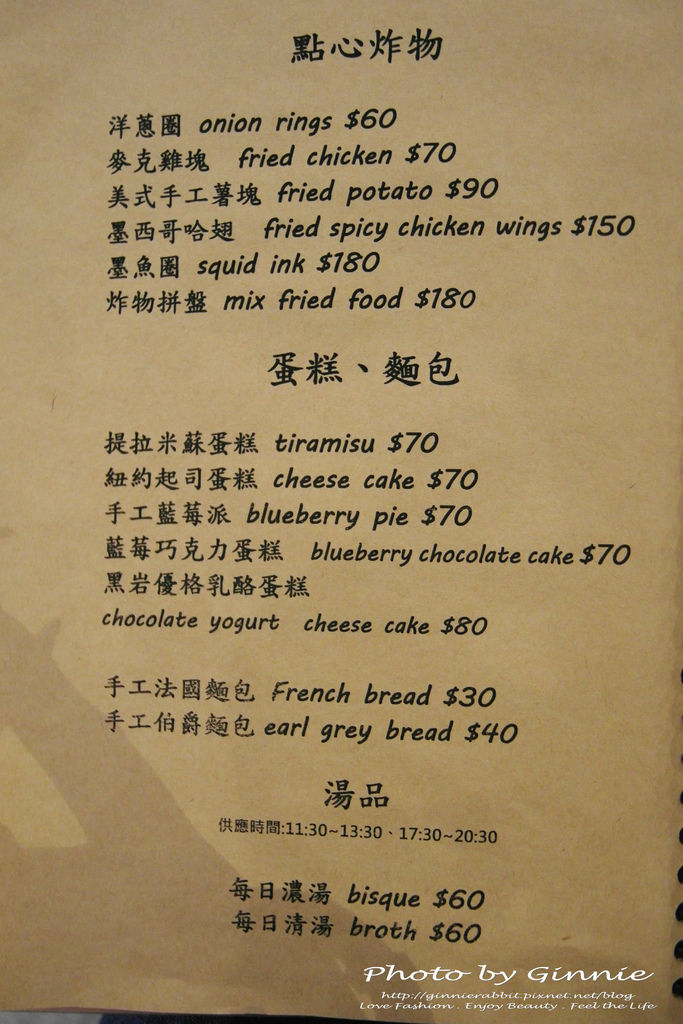 點心炸物
洋蔥圈 onion rings $60
麥克雞塊 fried chicken $70
美式手工薯塊 fried potato $90
墨西哥哈翅 fried spicy chicken wings $150
墨魚圈 squid ink $180
炸物拼盤 mix fried food $180
蛋糕、麵包
提拉米蘇蛋糕 tiramisu $70
紐約起司蛋糕 cheese cake $70
手工藍莓派 blueberry pie $70
藍莓巧克力蛋糕 blueberry chocolate cake $70
黑岩優格乳酪蛋糕
chocolate yogurt cheese cake $80
手工法國麵包 French bread $30
手工伯爵麵包 earl grey bread $40
湯品
供應時間:11:30~13:30、17:30~20:30
每日濃湯 bisque $60
每日清湯 broth $60
Photo by Ginnie
http://ginnierabbit.pixnet.net/blog
Love Fashion . Enjoy Beauty . Feel the Life